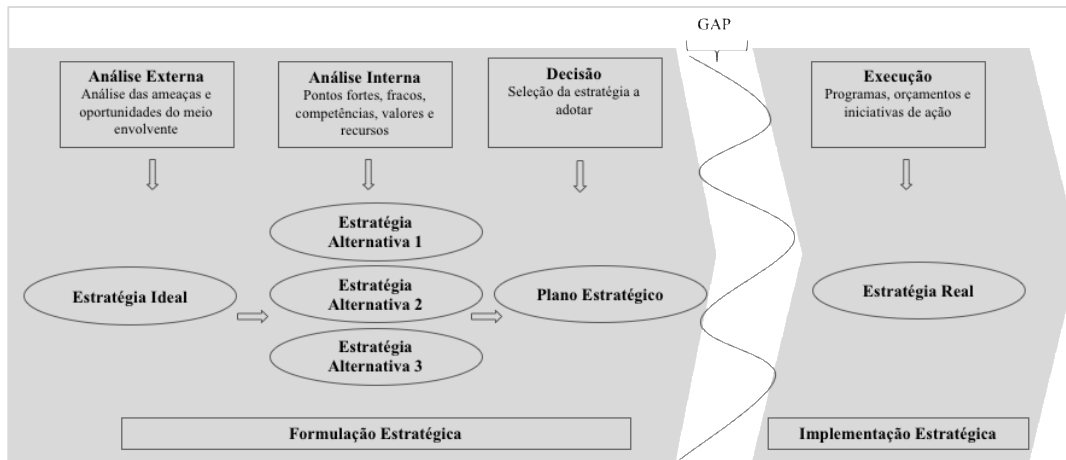 GAP
Análise Externa
Análise das ameaças e
oportunidades do meio
envolvente
Análise Interna
Pontos fortes, fracos,
competências, valores e
recursos
Decisão
Seleção da estratégia a
adotar
Execução
Programas, orçamentos e
iniciativas de ação
Estratégia Ideal
Estratégia
Alternativa 1
Estratégia
Alternativa 2
Estratégia
Alternativa 3
Plano Estratégico
Estratégia Real
Formulação Estratégica
Implementação Estratégica